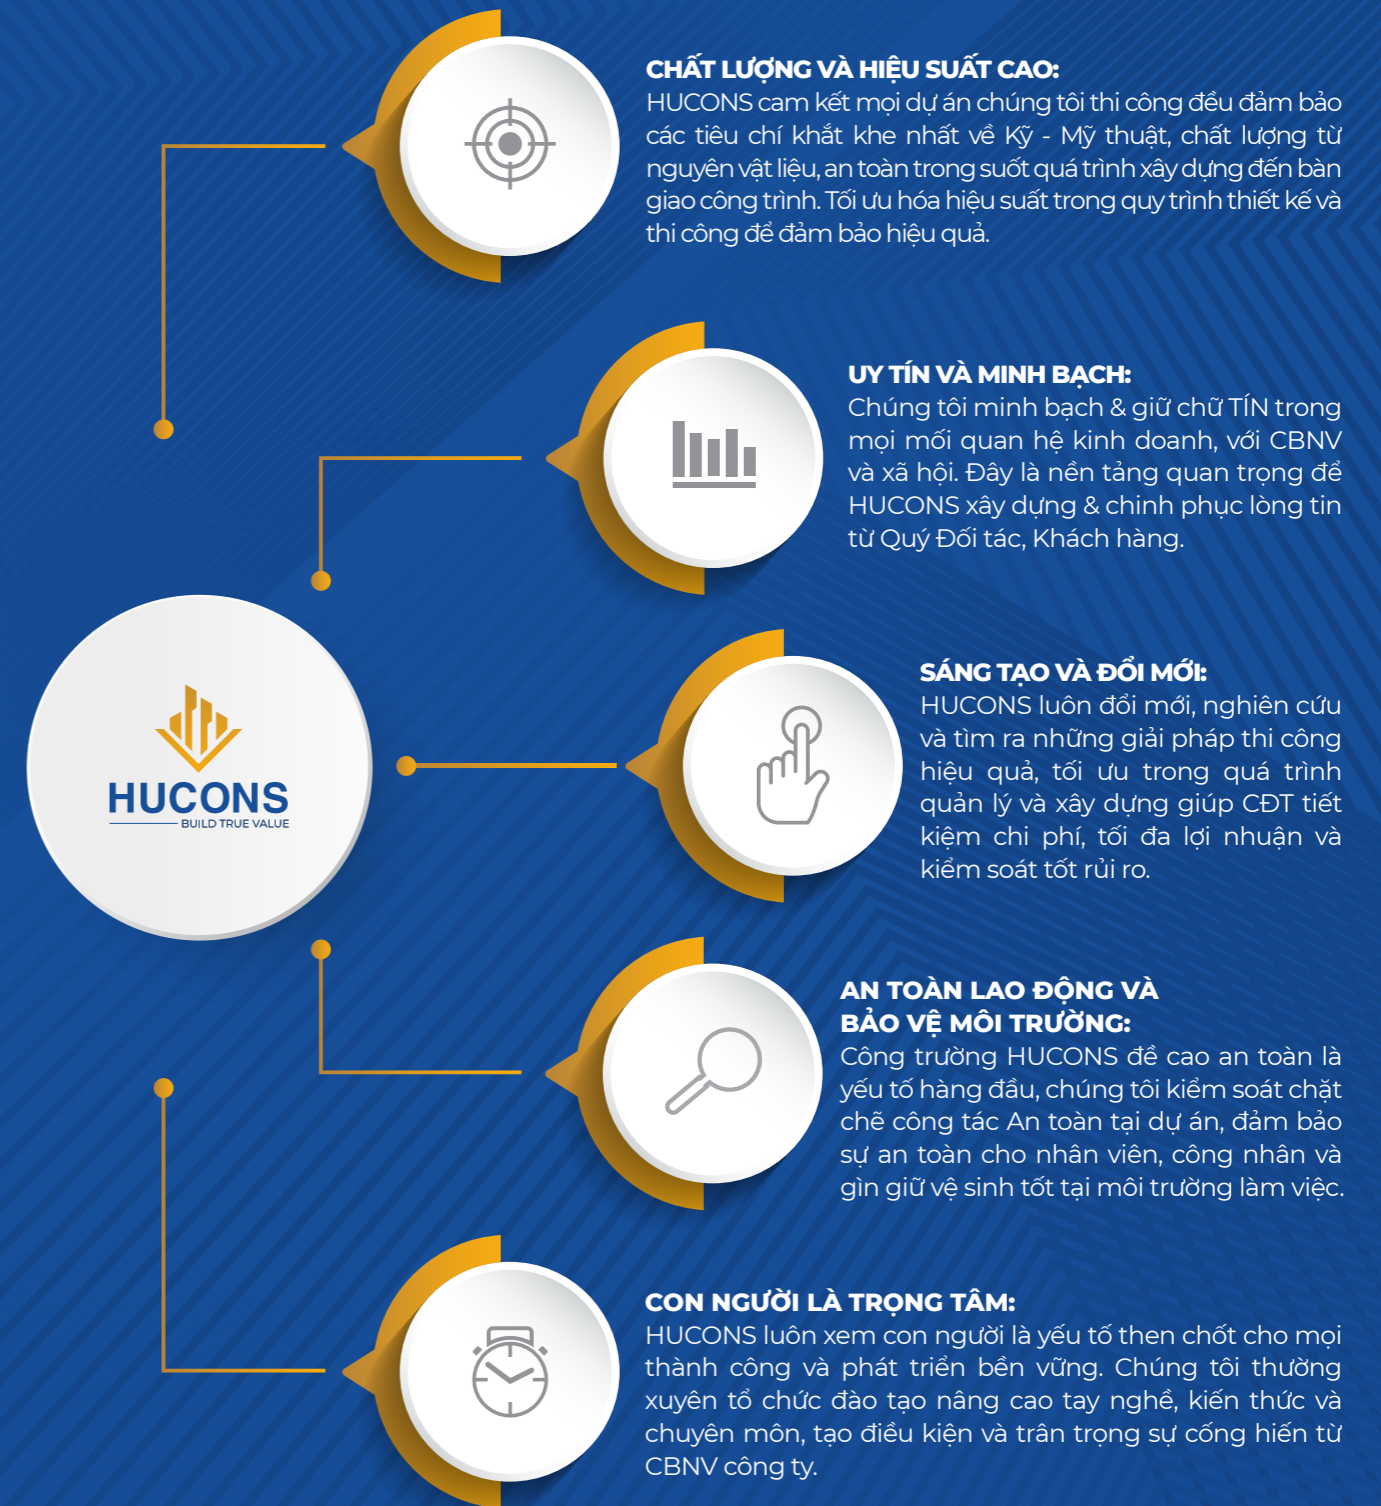 CHẤT LƯỢNG VÀ HIỆU SUẤT CAO:
HUCONS cam kết mọi dự án chúng tôi thi công đều đảm bảo
các tiêu chí khắt khe nhất về Kỹ - Mỹ thuật, chất lượng từ
nguyên vật liệu, an toàn trong suốt quá trình xây dựng đến bàn
giao công trình. Tối ưu hóa hiệu suất trong quy trình thiết kế và
thi công để đảm bảo hiệu quả.
UY TÍN VÀ MINH BẠCH:
Chúng tôi minh bạch & giữ chữ TÍN trong
mọi mối quan hệ kinh doanh, với CBNV
và xã hội. Đây là nền tảng quan trọng để
HUCONS xây dựng & chinh phục lòng tin
từ Quý Đối tác, Khách hàng.
HUCONS
BUILD TRUE VALUE
SÁNG TẠO VÀ ĐỔI MỚI:
HUCONS luôn đổi mới, nghiên cứu
và tìm ra những giải pháp thi công
hiệu quả, tối ưu trong quá trình
quản lý và xây dựng giúp CĐT tiết
kiệm chi phí, tối đa lợi nhuận và
kiểm soát tốt rủi ro.
AN TOÀN LAO ĐỘNG VÀ
BẢO VỆ MÔI TRƯỜNG:
Công trường HUCONS đề cao an toàn là
yếu tố hàng đầu, chúng tôi kiểm soát chặt
chẽ công tác An toàn tại dự án, đảm bảo
sự an toàn cho nhân viên, công nhân và
gìn giữ vệ sinh tốt tại môi trường làm việc.
CON NGƯỜI LÀ TRỌNG TÂM:
HUCONS luôn xem con người là yếu tố then chốt cho mọi
thành công và phát triển bền vững. Chúng tôi thường
xuyên tổ chức đào tạo nâng cao tay nghề, kiến thức và
chuyên môn, tạo điều kiện và trân trọng sự cống hiến từ
CBNV công ty.